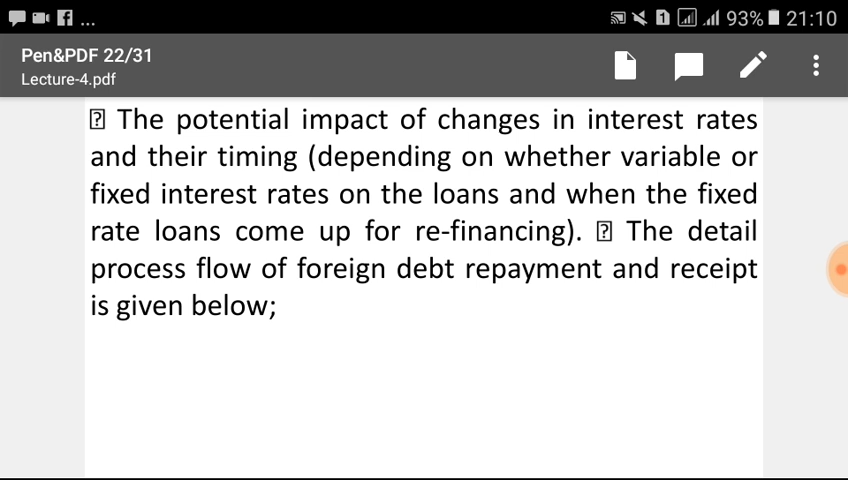 ... 1 93% 21:10
Pen&PDF 22/31
Lecture-4.pdf
⍰ The potential impact of changes in interest rates
and their timing (depending on whether variable or
fixed interest rates on the loans and when the fixed
rate loans come up for re-financing). ⍰ The detail
process flow of foreign debt repayment and receipt
is given below;